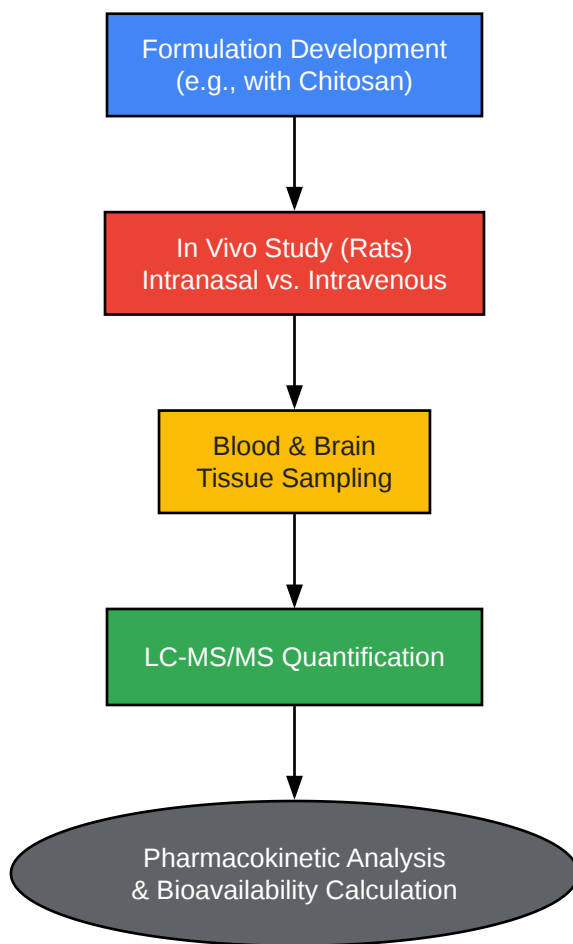 Formulation Development
(e.g., with Chitosan)
In Vivo Study (Rats)
Intranasal vs. Intravenous
Blood & Brain
Tissue Sampling
LC-MS/MS Quantification
Pharmacokinetic Analysis
& Bioavailability Calculation